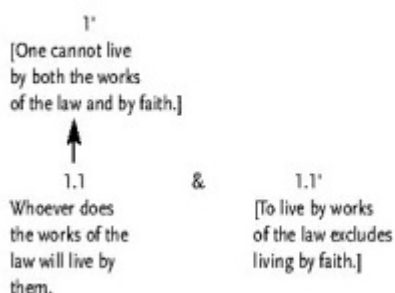 1'
[One cannot live
by both the works
of the law and by faith.]
1.1 & 1.1'
Whoever does [To live by works
the works of the of the law excludes
law will live by living by faith.]
them.